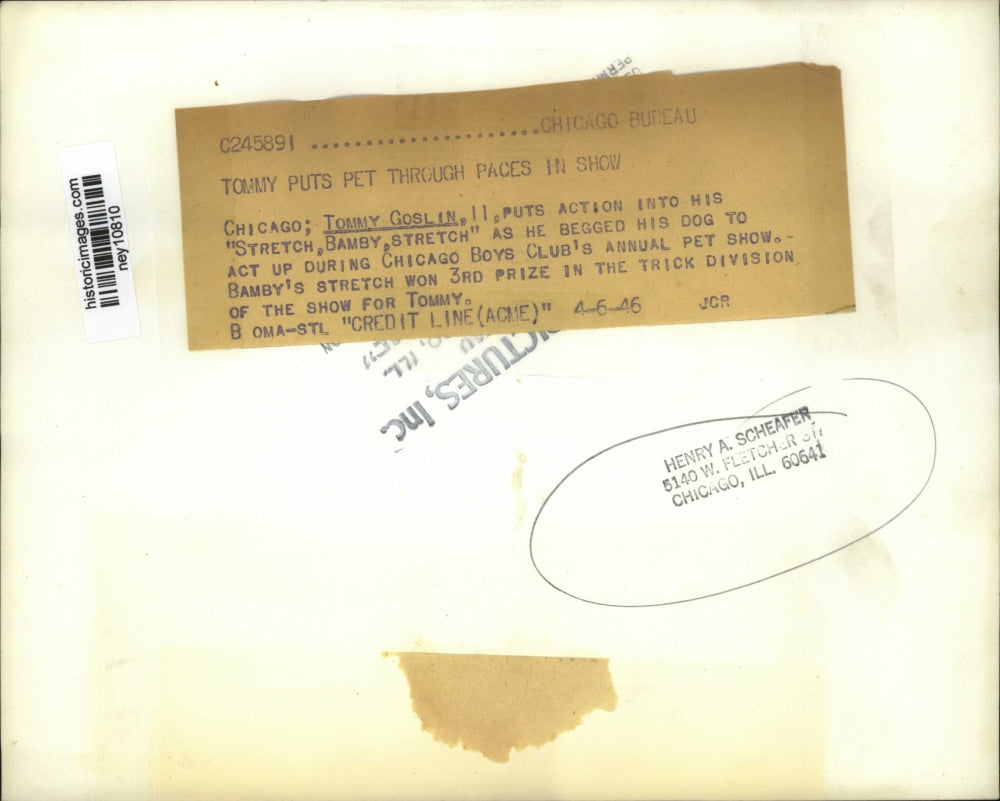 C245891 ......................CHICAGO BUREAU
TOMMY PUTS PET THROUGH PACES IN SHOW
CHICAGO; TOMMY GOSLIN, 11, PUTS ACTION INTO HIS
"STRETCH, BAMBY, STRETCH" AS HE BEGGED HIS DOG TO
ACT UP DURING CHICAGO BOYS CLUB'S ANNUAL PET SHOW.-
BAMBY'S STRETCH WON 3RD PRIZE IN THE TRICK DIVISION
OF THE SHOW FOR TOMMY.
B OMA-STL "CREDIT LINE(ACME)" 4-6-46 JCR
historicimages.com
ney10810
ILL.
ICTURES, Inc.
HENRY A. SCHEAFER
5140 W. FLETCHER ST.
CHICAGO, ILL. 60641